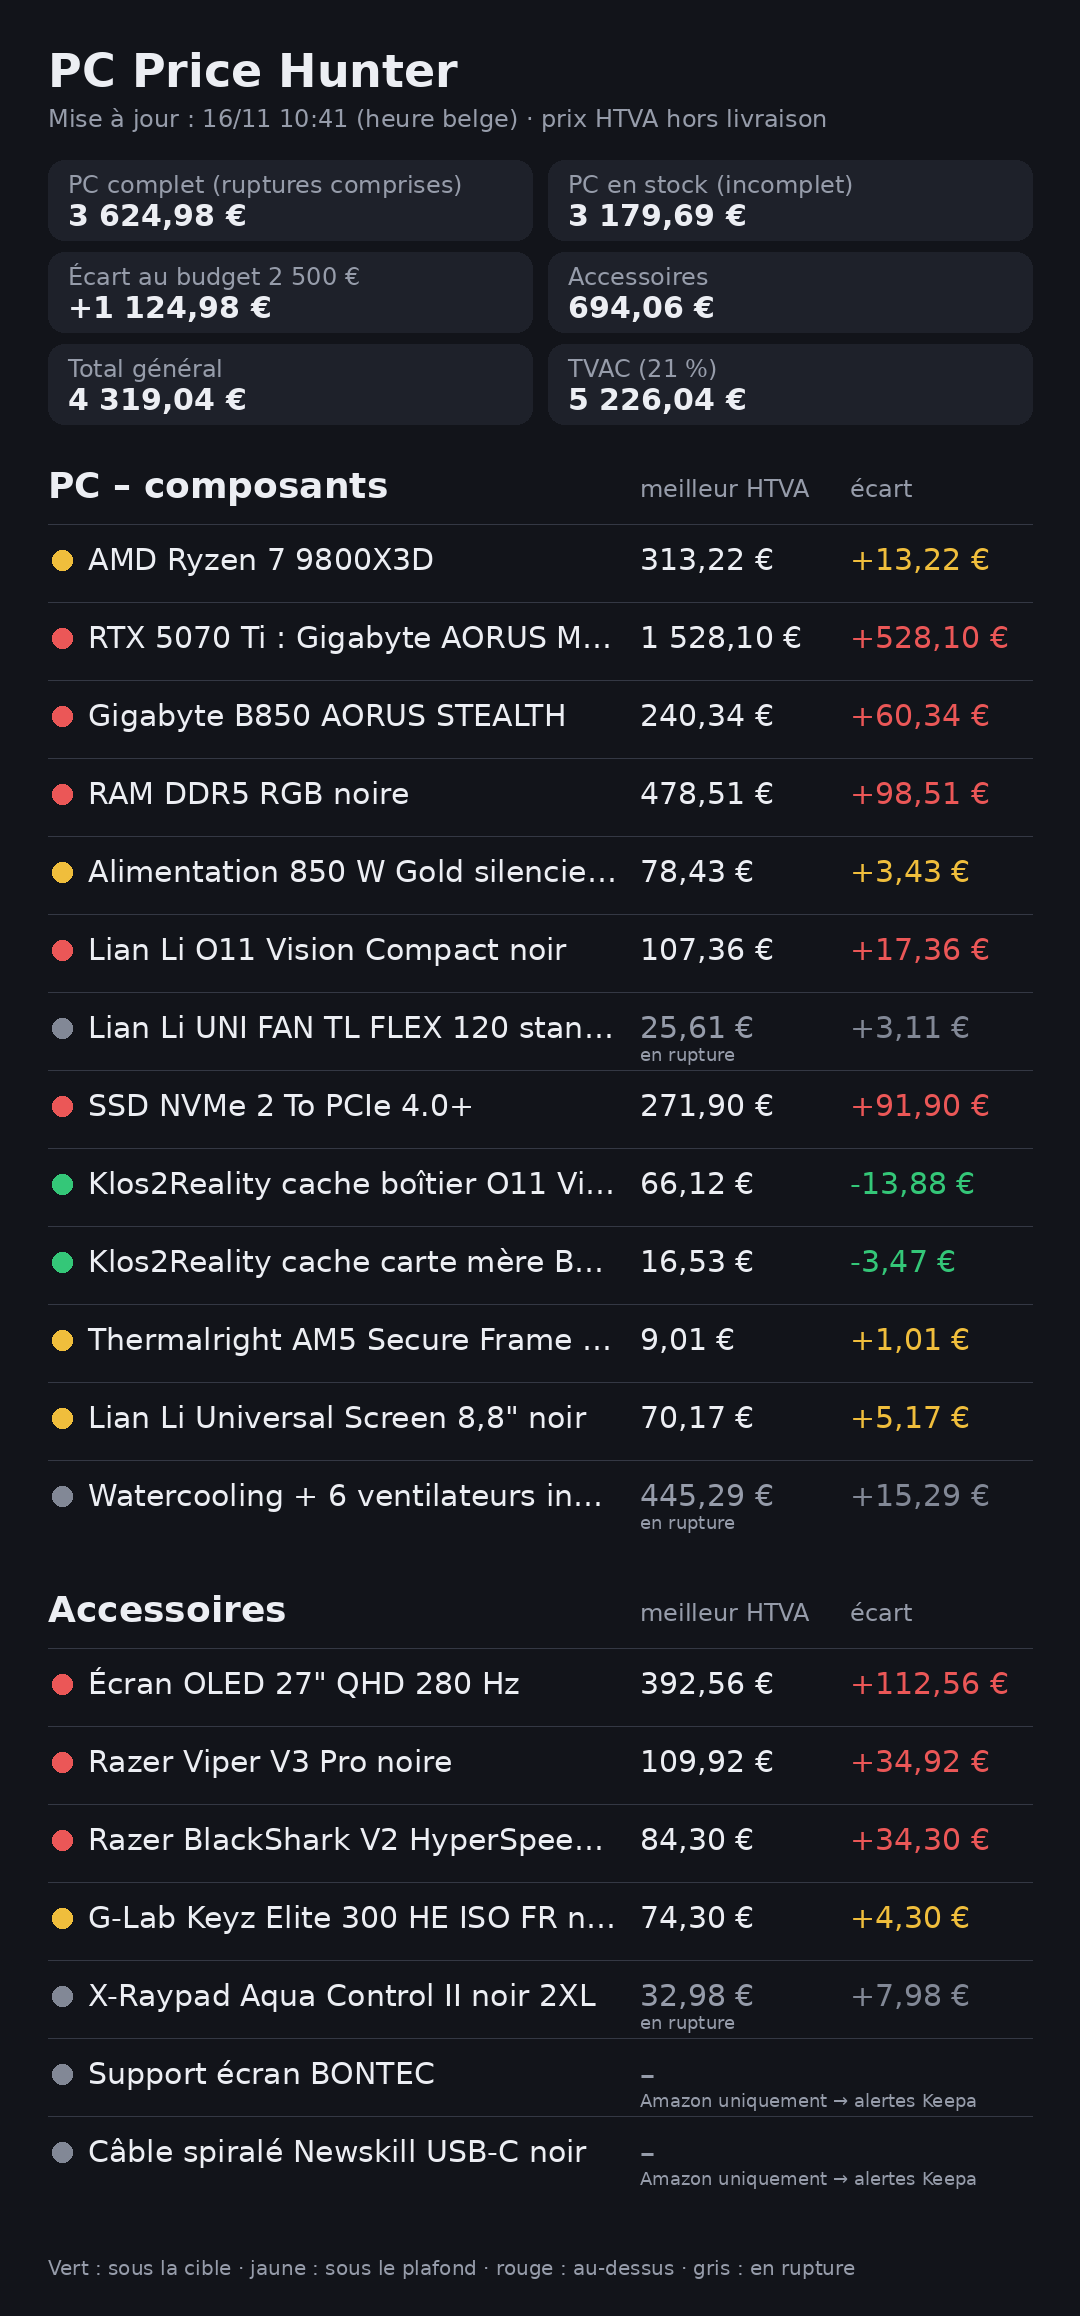 PC Price Hunter
Mise à jour : 16/11 10:41 (heure belge) · prix HTVA hors livraison
PC complet (ruptures comprises)
3 624,98 €
PC en stock (incomplet)
3 179,69 €
Écart au budget 2 500 €
+1 124,98 €
Accessoires
694,06 €
Total général
4 319,04 €
TVAC (21 %)
5 226,04 €
PC – composants meilleur HTVA écart
AMD Ryzen 7 9800X3D 313,22 € +13,22 €
RTX 5070 Ti : Gigabyte AORUS M... 1 528,10 € +528,10 €
Gigabyte B850 AORUS STEALTH 240,34 € +60,34 €
RAM DDR5 RGB noire 478,51 € +98,51 €
Alimentation 850 W Gold silencie... 78,43 € +3,43 €
Lian Li O11 Vision Compact noir 107,36 € +17,36 €
Lian Li UNI FAN TL FLEX 120 stan... 25,61 € +3,11 €
en rupture
SSD NVMe 2 To PCIe 4.0+ 271,90 € +91,90 €
Klos2Reality cache boîtier O11 Vi... 66,12 € -13,88 €
Klos2Reality cache carte mère B... 16,53 € -3,47 €
Thermalright AM5 Secure Frame ... 9,01 € +1,01 €
Lian Li Universal Screen 8,8" noir 70,17 € +5,17 €
Watercooling + 6 ventilateurs in... 445,29 € +15,29 €
en rupture
Accessoires meilleur HTVA écart
Écran OLED 27" QHD 280 Hz 392,56 € +112,56 €
Razer Viper V3 Pro noire 109,92 € +34,92 €
Razer BlackShark V2 HyperSpee... 84,30 € +34,30 €
G-Lab Keyz Elite 300 HE ISO FR n... 74,30 € +4,30 €
X-Raypad Aqua Control II noir 2XL 32,98 € +7,98 €
en rupture
Support écran BONTEC –
Amazon uniquement → alertes Keepa
Câble spiralé Newskill USB-C noir –
Amazon uniquement → alertes Keepa
Vert : sous la cible · jaune : sous le plafond · rouge : au-dessus · gris : en rupture